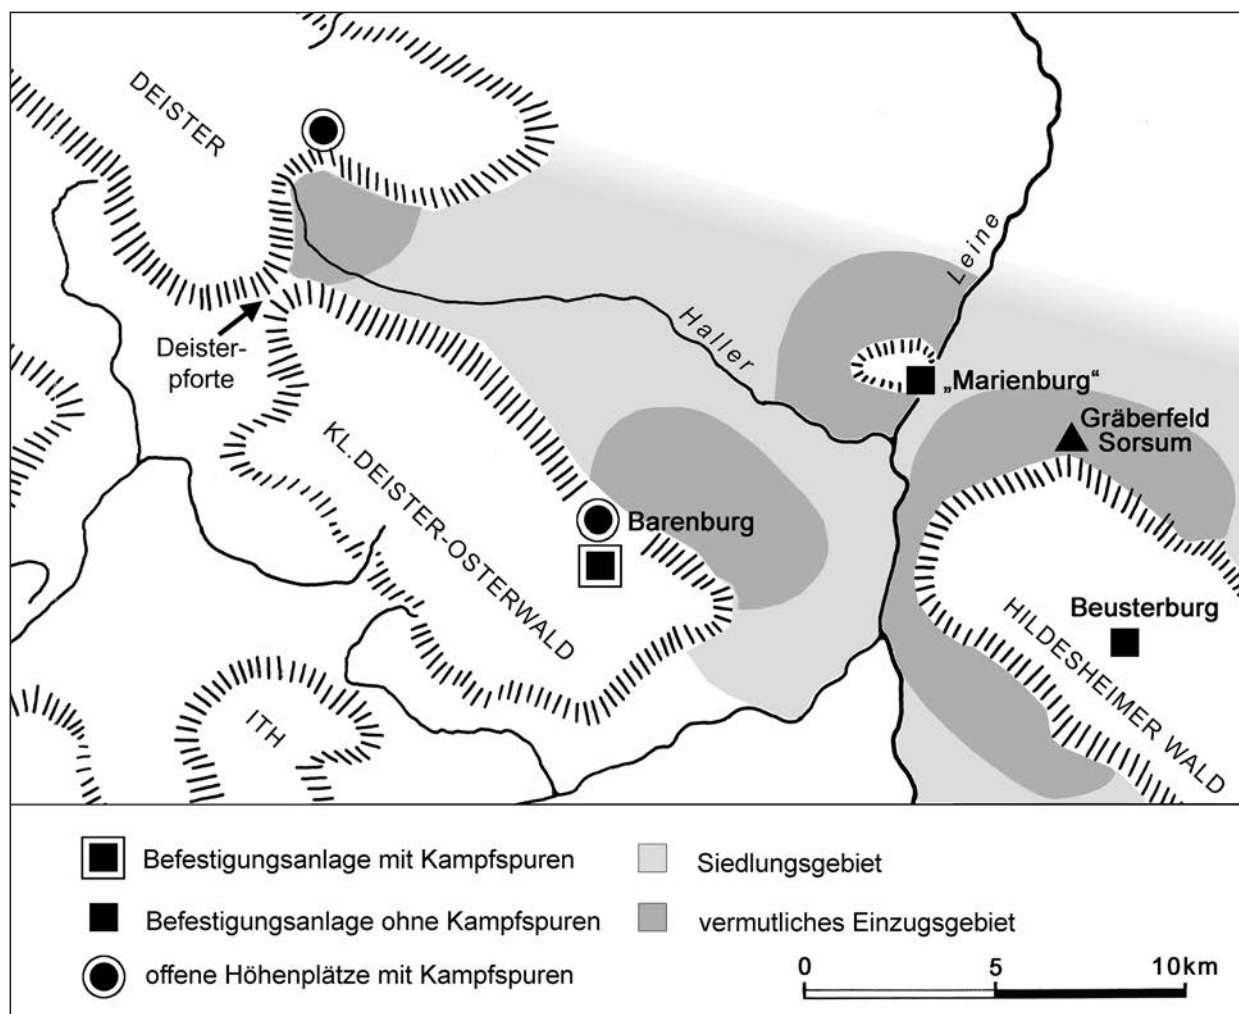 DEISTER
Leine
Haller
Deister-
pforte
„Marienburg“
Gräberfeld
Sorsum
KL.DEISTER-OSTERWALD
Barenburg
Beusterburg
HILDESHEIMER WALD
ITH
Befestigungsanlage mit Kampfspuren
Siedlungsgebiet
Befestigungsanlage ohne Kampfspuren
vermutliches Einzugsgebiet
offene Höhenplätze mit Kampfspuren
0 5 10km